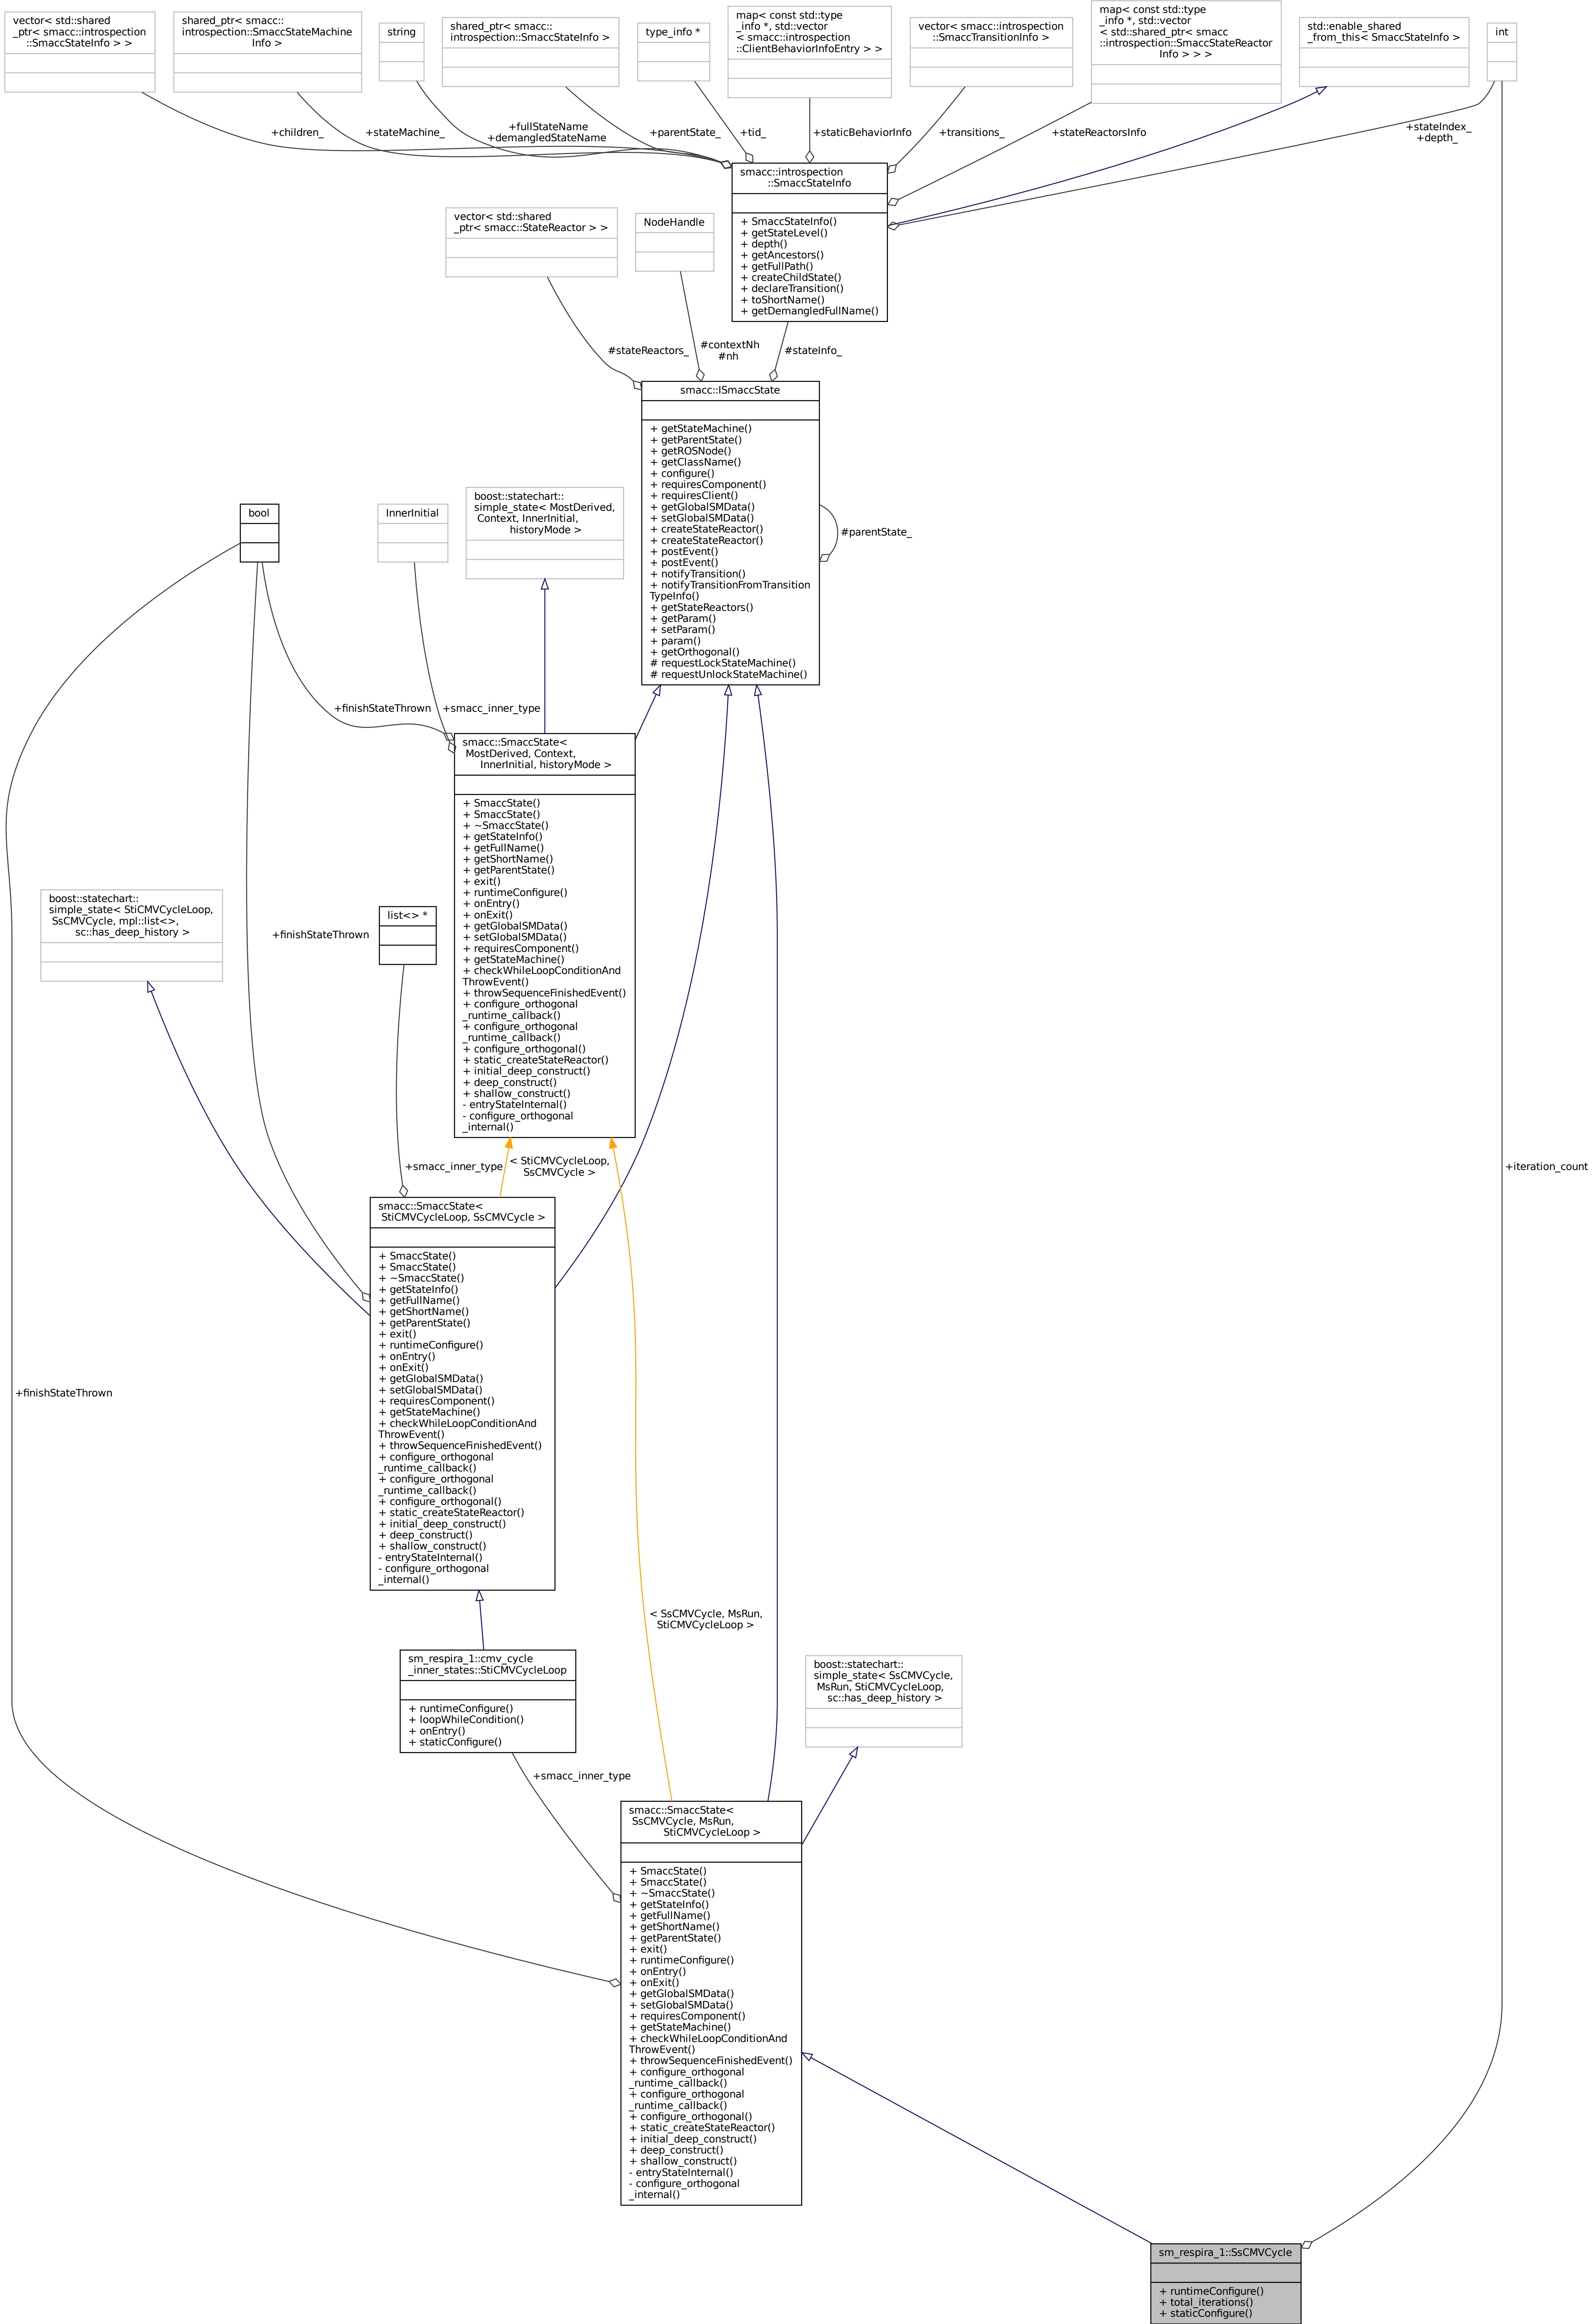 vector< std::shared
_ptr< smacc::introspection
::SmaccStateInfo > >
shared_ptr< smacc::
introspection::SmaccStateMachine
Info >
string
shared_ptr< smacc::
introspection::SmaccStateInfo >
type_info *
map< const std::type
_info *, std::vector
< smacc::introspection
::ClientBehaviorInfoEntry > >
vector< smacc::introspection
::SmaccTransitionInfo >
map< const std::type
_info *, std::vector
< std::shared_ptr< smacc
::introspection::SmaccStateReactor
Info > > >
std::enable_shared
_from_this< SmaccStateInfo >
int
+children_
+stateMachine_
+fullStateName
+demangledStateName
+parentState_
+tid_
+staticBehaviorInfo
+transitions_
+stateReactorsInfo
+stateIndex_
+depth_
smacc::introspection
::SmaccStateInfo
+ SmaccStateInfo()
+ getStateLevel()
+ depth()
+ getAncestors()
+ getFullPath()
+ createChildState()
+ declareTransition()
+ toShortName()
+ getDemangledFullName()
vector< std::shared
_ptr< smacc::StateReactor > >
NodeHandle
#stateReactors_
#contextNh
#nh
#stateInfo_
smacc::ISmaccState
+ getStateMachine()
+ getParentState()
+ getROSNode()
+ getClassName()
+ configure()
+ requiresComponent()
+ requiresClient()
+ getGlobalSMData()
+ setGlobalSMData()
+ createStateReactor()
+ createStateReactor()
+ postEvent()
+ postEvent()
+ notifyTransition()
+ notifyTransitionFromTransition
TypeInfo()
+ getStateReactors()
+ getParam()
+ setParam()
+ param()
+ getOrthogonal()
# requestLockStateMachine()
# requestUnlockStateMachine()
#parentState_
bool
InnerInitial
boost::statechart::
simple_state< MostDerived,
Context, InnerInitial,
historyMode >
+finishStateThrown
+smacc_inner_type
smacc::SmaccState<
MostDerived, Context,
InnerInitial, historyMode >
+ SmaccState()
+ SmaccState()
+ ~SmaccState()
+ getStateInfo()
+ getFullName()
+ getShortName()
+ getParentState()
+ exit()
+ runtimeConfigure()
+ onEntry()
+ onExit()
+ getGlobalSMData()
+ setGlobalSMData()
+ requiresComponent()
+ getStateMachine()
+ checkWhileLoopConditionAnd
ThrowEvent()
+ throwSequenceFinishedEvent()
+ configure_orthogonal
_runtime_callback()
+ configure_orthogonal
_runtime_callback()
+ configure_orthogonal()
+ static_createStateReactor()
+ initial_deep_construct()
+ deep_construct()
+ shallow_construct()
- entryStateInternal()
- configure_orthogonal
_internal()
boost::statechart::
simple_state< StiCMVCycleLoop,
SsCMVCycle, mpl::list<>,
sc::has_deep_history >
list<> *
+finishStateThrown
+smacc_inner_type
< StiCMVCycleLoop,
SsCMVCycle >
+iteration_count
smacc::SmaccState<
StiCMVCycleLoop, SsCMVCycle >
+ SmaccState()
+ SmaccState()
+ ~SmaccState()
+ getStateInfo()
+ getFullName()
+ getShortName()
+ getParentState()
+ exit()
+ runtimeConfigure()
+ onEntry()
+ onExit()
+ getGlobalSMData()
+ setGlobalSMData()
+ requiresComponent()
+ getStateMachine()
+ checkWhileLoopConditionAnd
ThrowEvent()
+ throwSequenceFinishedEvent()
+ configure_orthogonal
_runtime_callback()
+ configure_orthogonal
_runtime_callback()
+ configure_orthogonal()
+ static_createStateReactor()
+ initial_deep_construct()
+ deep_construct()
+ shallow_construct()
- entryStateInternal()
- configure_orthogonal
_internal()
+finishStateThrown
< SsCMVCycle, MsRun,
StiCMVCycleLoop >
sm_respira_1::cmv_cycle
_inner_states::StiCMVCycleLoop
+ runtimeConfigure()
+ loopWhileCondition()
+ onEntry()
+ staticConfigure()
boost::statechart::
simple_state< SsCMVCycle,
MsRun, StiCMVCycleLoop,
sc::has_deep_history >
+smacc_inner_type
smacc::SmaccState<
SsCMVCycle, MsRun,
StiCMVCycleLoop >
+ SmaccState()
+ SmaccState()
+ ~SmaccState()
+ getStateInfo()
+ getFullName()
+ getShortName()
+ getParentState()
+ exit()
+ runtimeConfigure()
+ onEntry()
+ onExit()
+ getGlobalSMData()
+ setGlobalSMData()
+ requiresComponent()
+ getStateMachine()
+ checkWhileLoopConditionAnd
ThrowEvent()
+ throwSequenceFinishedEvent()
+ configure_orthogonal
_runtime_callback()
+ configure_orthogonal
_runtime_callback()
+ configure_orthogonal()
+ static_createStateReactor()
+ initial_deep_construct()
+ deep_construct()
+ shallow_construct()
- entryStateInternal()
- configure_orthogonal
_internal()
sm_respira_1::SsCMVCycle
+ runtimeConfigure()
+ total_iterations()
+ staticConfigure()